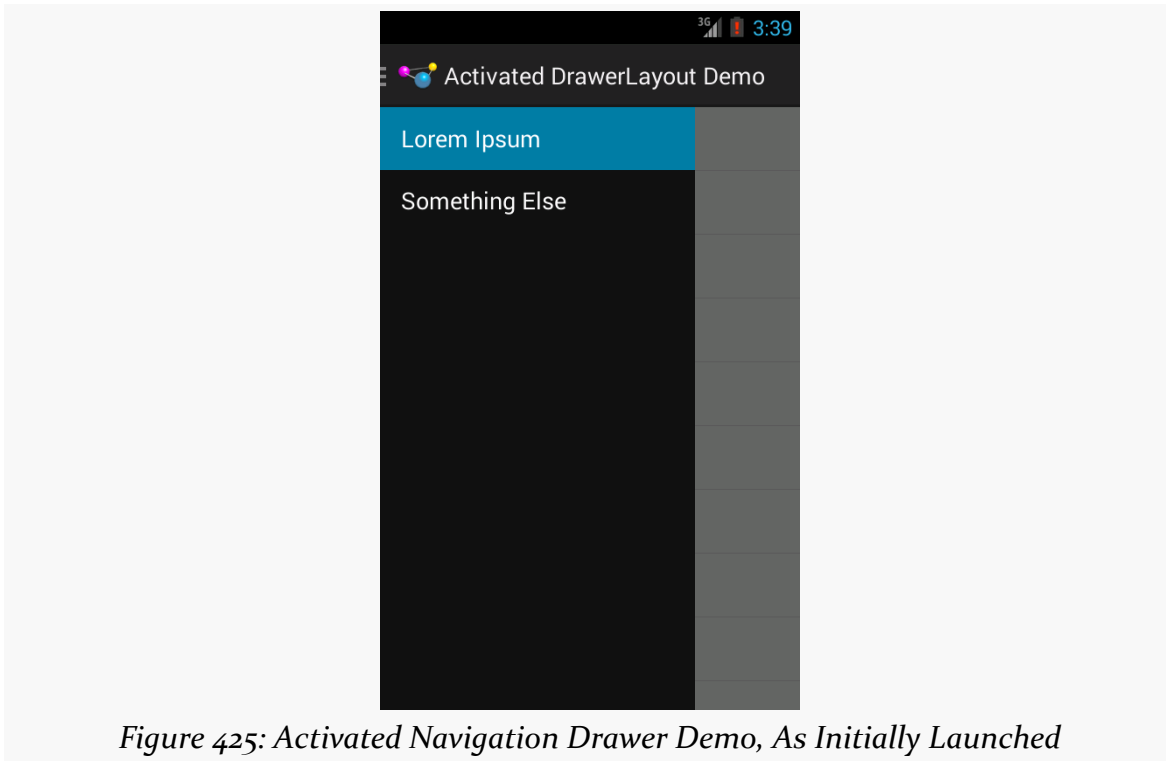 3G 3:39
Activated DrawerLayout Demo
Lorem Ipsum
Something Else
Figure 425: Activated Navigation Drawer Demo, As Initially Launched